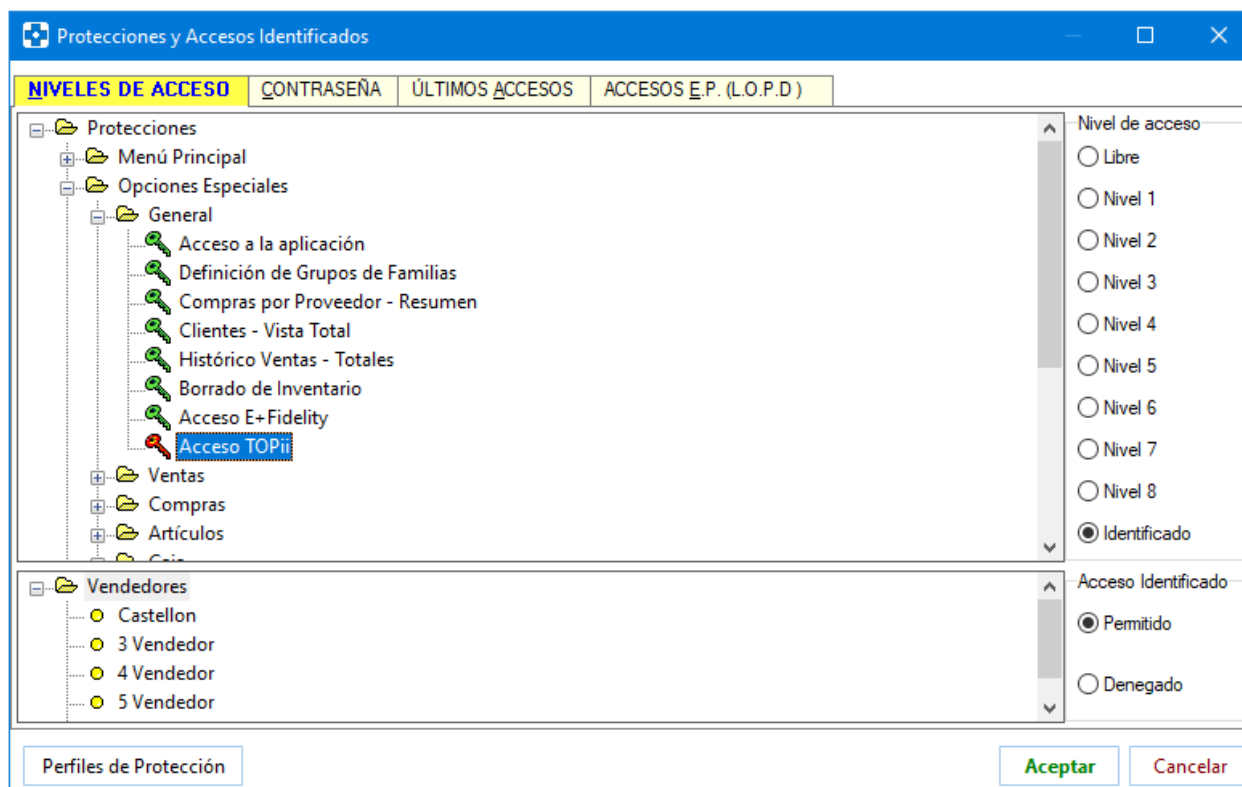 Protecciones y Accesos Identificados
NIVELES DE ACCESO CONTRASEÑA ÚLTIMOS ACCESOS ACCESOS E.P. (L.O.P.D )
Protecciones
Menú Principal
Opciones Especiales
General
Acceso a la aplicación
Definición de Grupos de Familias
Compras por Proveedor - Resumen
Clientes - Vista Total
Histórico Ventas - Totales
Borrado de Inventario
Acceso E+Fidelity
Acceso TOPii
Ventas
Compras
Artículos
Nivel de acceso
Libre
Nivel 1
Nivel 2
Nivel 3
Nivel 4
Nivel 5
Nivel 6
Nivel 7
Nivel 8
Identificado
Vendedores
Castellon
3 Vendedor
4 Vendedor
5 Vendedor
Acceso Identificado
Permitido
Denegado
Perfiles de Protección
Aceptar
Cancelar